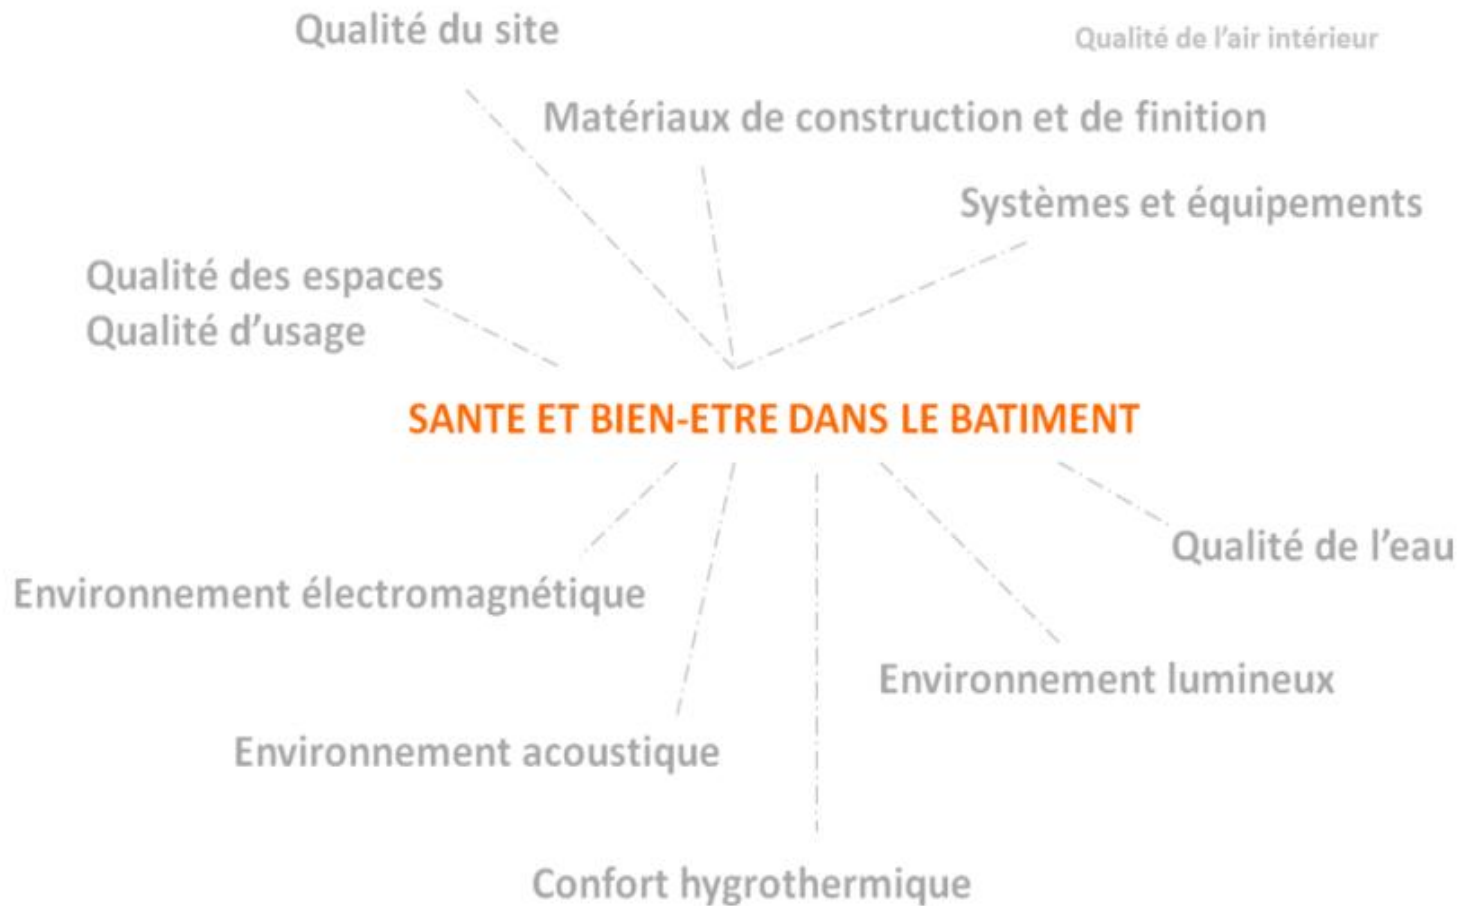 Qualité du site
Qualité de l'air intérieur
Matériaux de construction et de finition
Systèmes et équipements
Qualité des espaces
Qualité d'usage
SANTE ET BIEN-ETRE DANS LE BATIMENT
Qualité de l'eau
Environnement électromagnétique
Environnement lumineux
Environnement acoustique
Confort hygrothermique